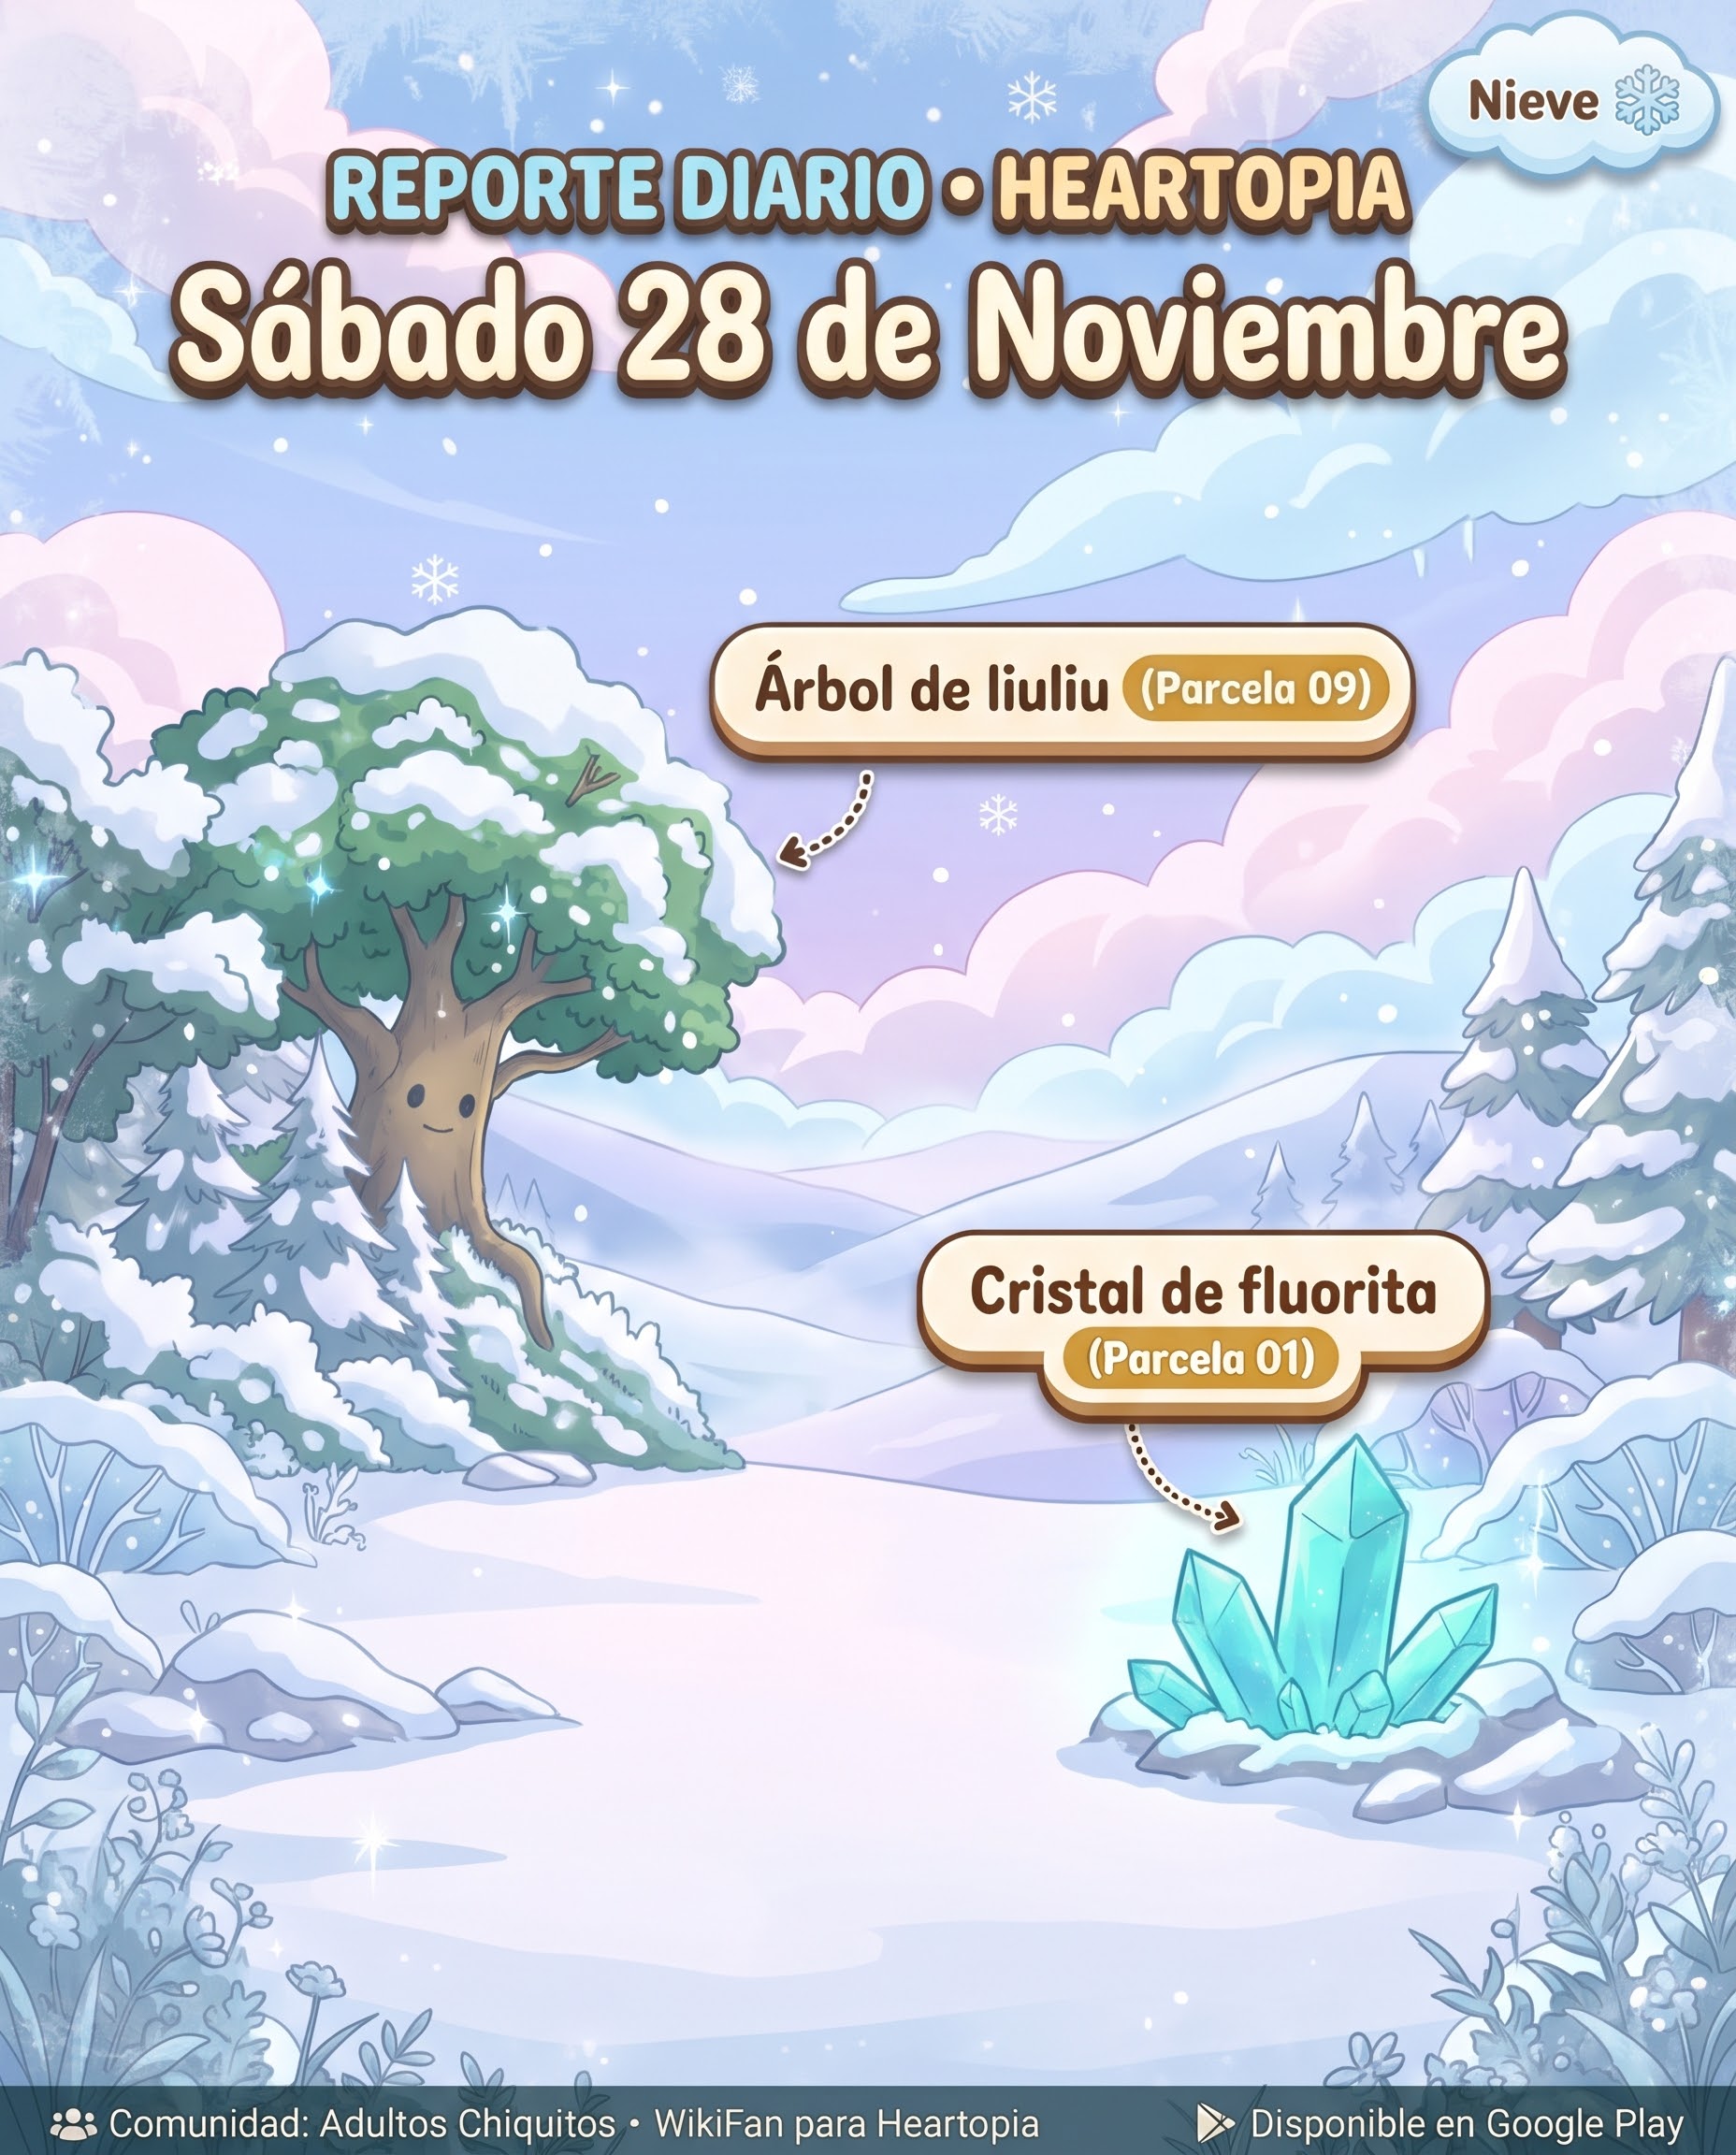 Nieve
REPORTE DIARIO • HEARTOPIA
Sábado 28 de Noviembre
Árbol de liuliu (Parcela 09)
Cristal de fluorita
(Parcela 01)
Comunidad: Adultos Chiquitos • WikiFan para Heartopia
Disponible en Google Play